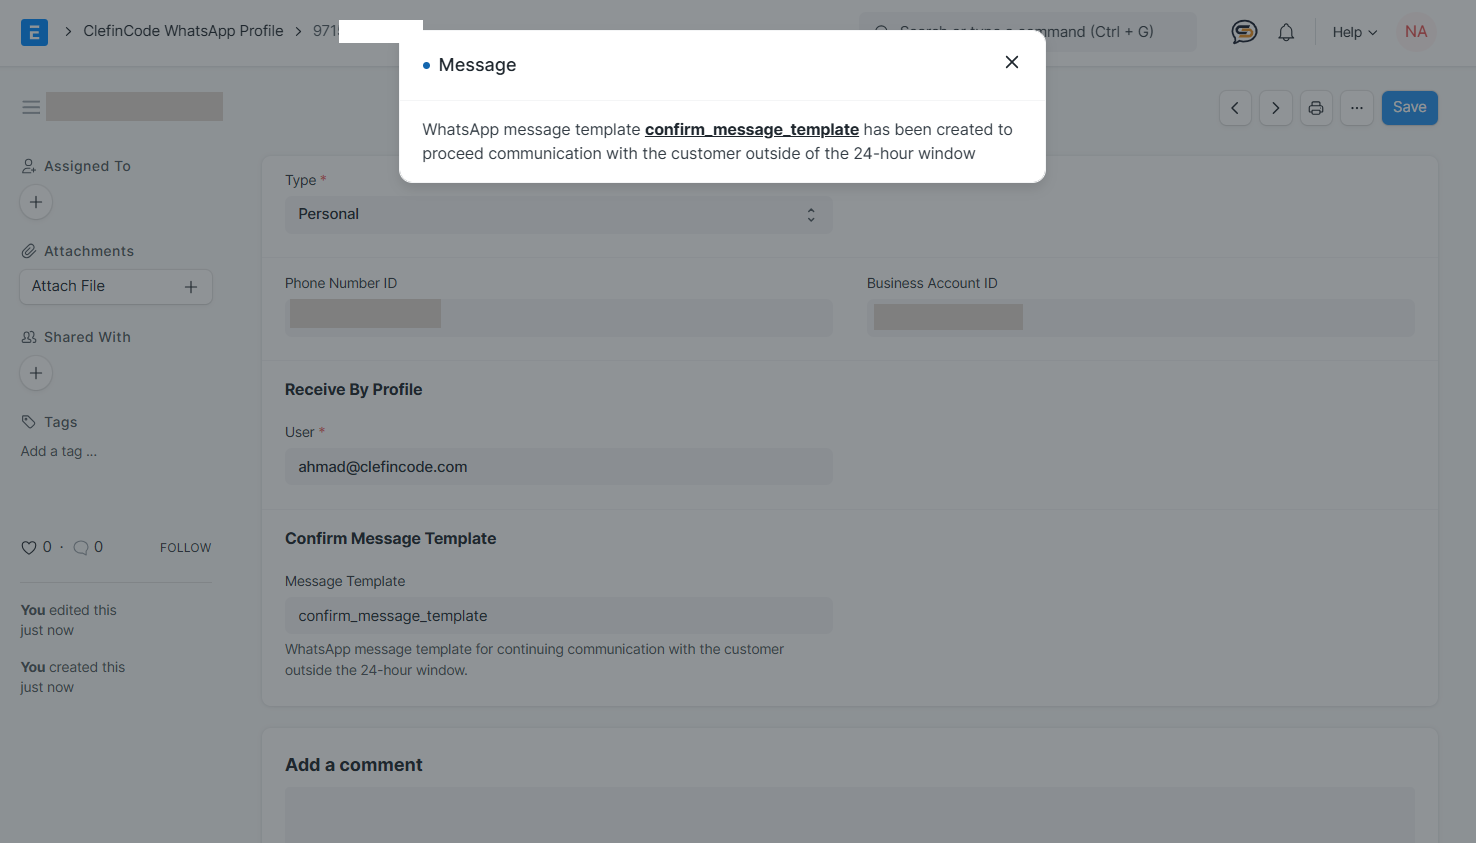 E
ClefinCode WhatsApp Profile
971
Search or type a command (Ctrl + G)
Help
NA
Message
WhatsApp message template confirm_message_template has been created to
proceed communication with the customer outside of the 24-hour window
Save
Assigned To
Attachments
Attach File
Shared With
Tags
Add a tag ...
0 · 0
FOLLOW
You edited this
just now
You created this
just now
Type *
Personal
Phone Number ID
Business Account ID
Receive By Profile
User *
ahmad@clefincode.com
Confirm Message Template
Message Template
confirm_message_template
WhatsApp message template for continuing communication with the customer
outside the 24-hour window.
Add a comment